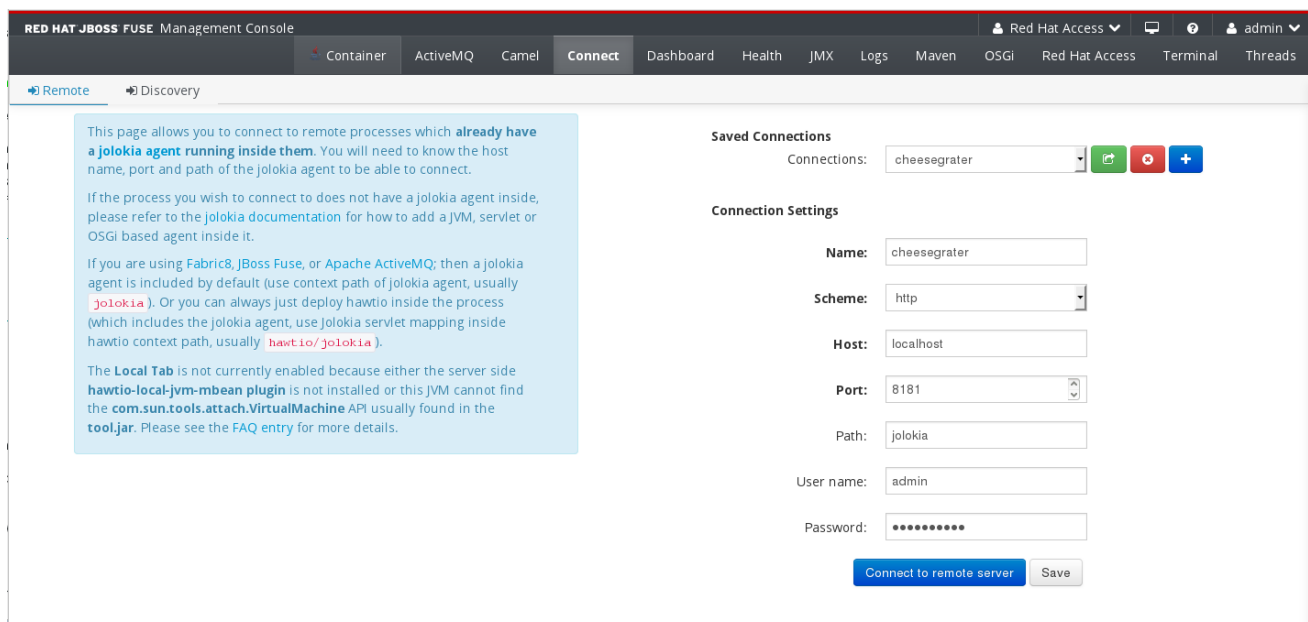 RED HAT JBOSS FUSE Management Console
Red Hat Access
admin
Container ActiveMQ Camel Connect Dashboard Health JMX Logs Maven OSGi Red Hat Access Terminal Threads
Remote Discovery
This page allows you to connect to remote processes which already have
a jolokia agent running inside them. You will need to know the host
name, port and path of the jolokia agent to be able to connect.
If the process you wish to connect to does not have a jolokia agent inside,
please refer to the jolokia documentation for how to add a JVM, servlet or
OSGi based agent inside it.
If you are using Fabric8, JBoss Fuse, or Apache ActiveMQ; then a jolokia
agent is included by default (use context path of jolokia agent, usually
jolokia). Or you can always just deploy hawtio inside the process
(which includes the jolokia agent, use Jolokia servlet mapping inside
hawtio context path, usually hawtio/jolokia).
The Local Tab is not currently enabled because either the server side
hawtio-local-jvm-mbean plugin is not installed or this JVM cannot find
the com.sun.tools.attach.VirtualMachine API usually found in the
tool.jar. Please see the FAQ entry for more details.
Saved Connections
Connections: cheesegrater
Connection Settings
Name: cheesegrater
Scheme: http
Host: localhost
Port: 8181
Path: jolokia
User name: admin
Password: ••••••••••
Connect to remote server Save